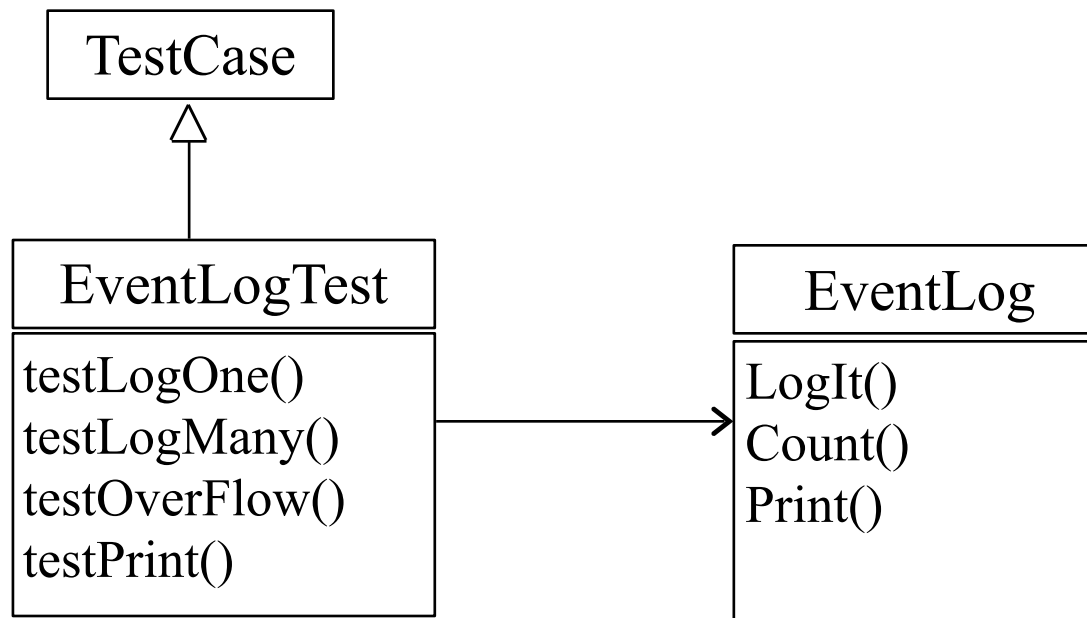 TestCase
EventLogTest
testLogOne()
testLogMany()
testOverFlow()
testPrint()
EventLog
LogIt()
Count()
Print()